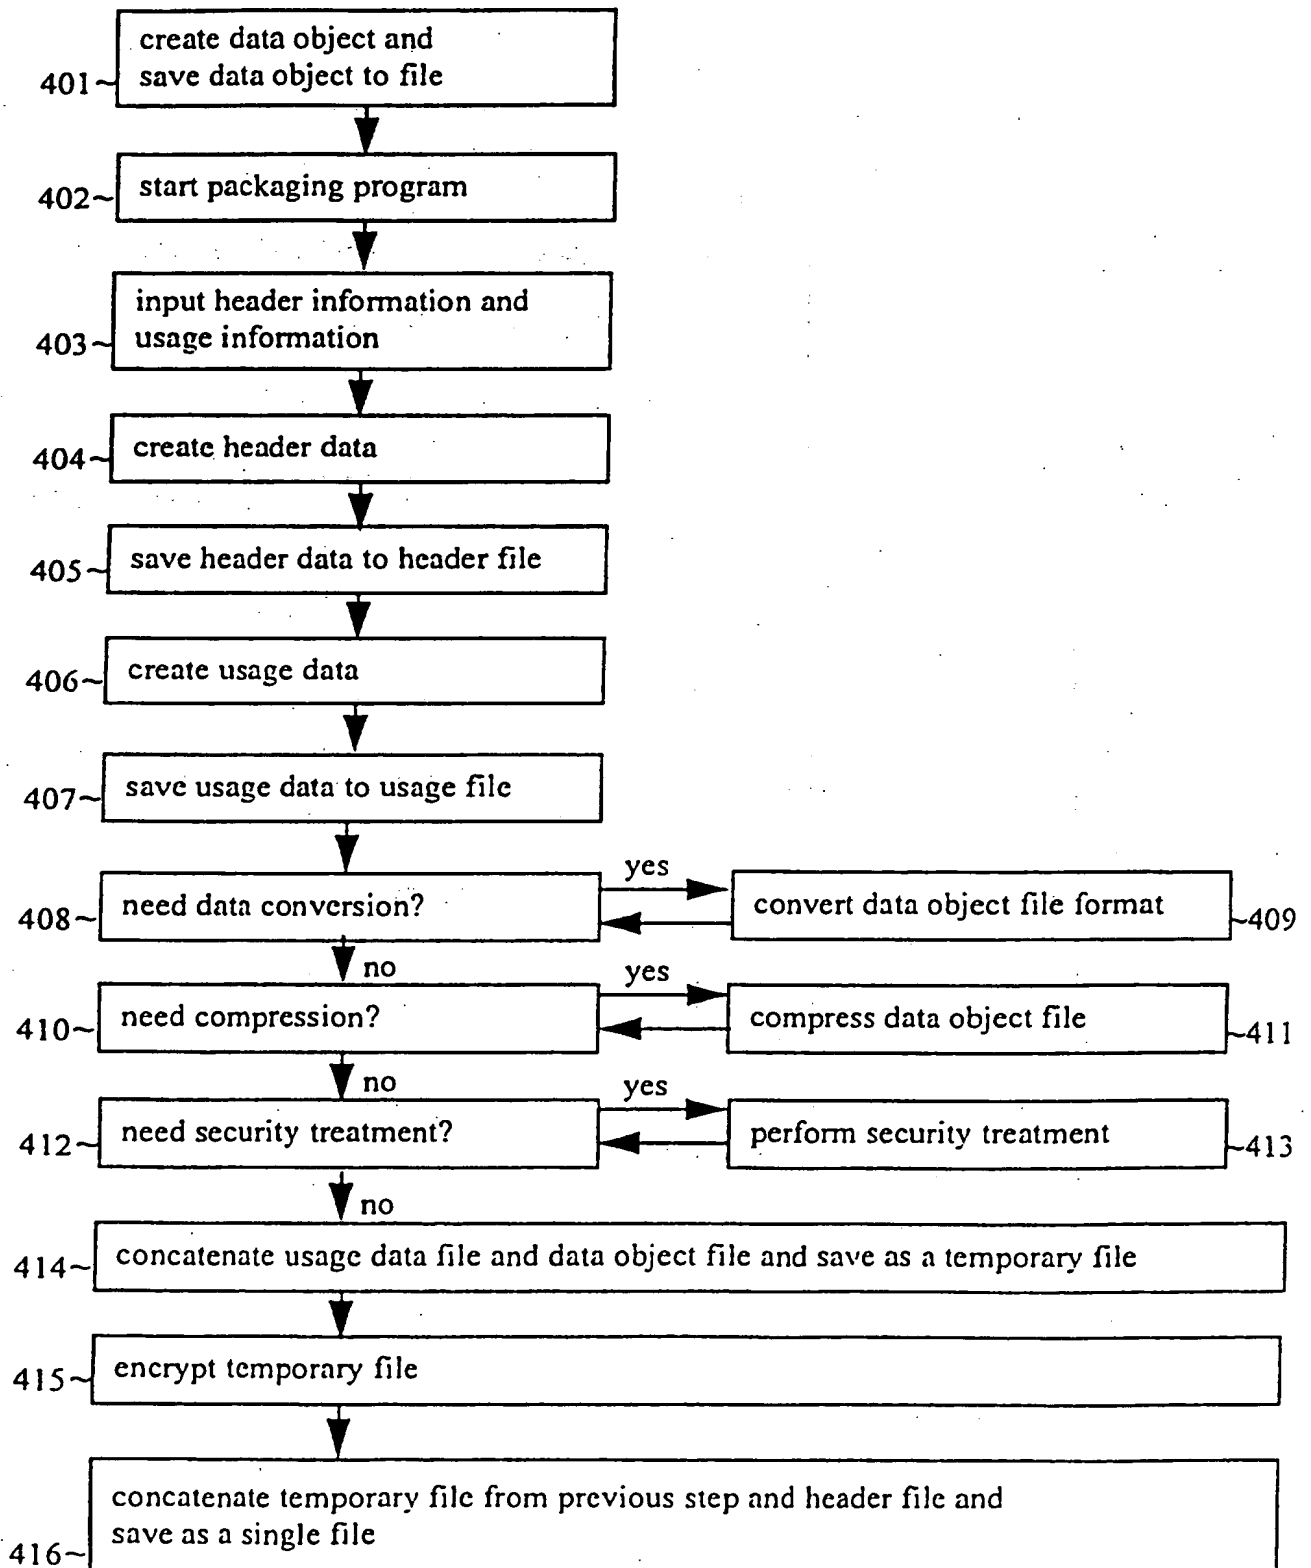 create data object and
save data object to file
401~
start packaging program
402~
input header information and
usage information
403~
create header data
404~
save header data to header file
405~
create usage data
406~
save usage data to usage file
407~
yes
need data conversion?
convert data object file format
408~
~409
no
yes
need compression?
compress data object file
410~
~411
no
yes
need security treatment?
perform security treatment
412~
~413
no
concatenate usage data file and data object file and save as a temporary file
414~
encrypt temporary file
415~
concatenate temporary file from previous step and header file and
save as a single file
416~